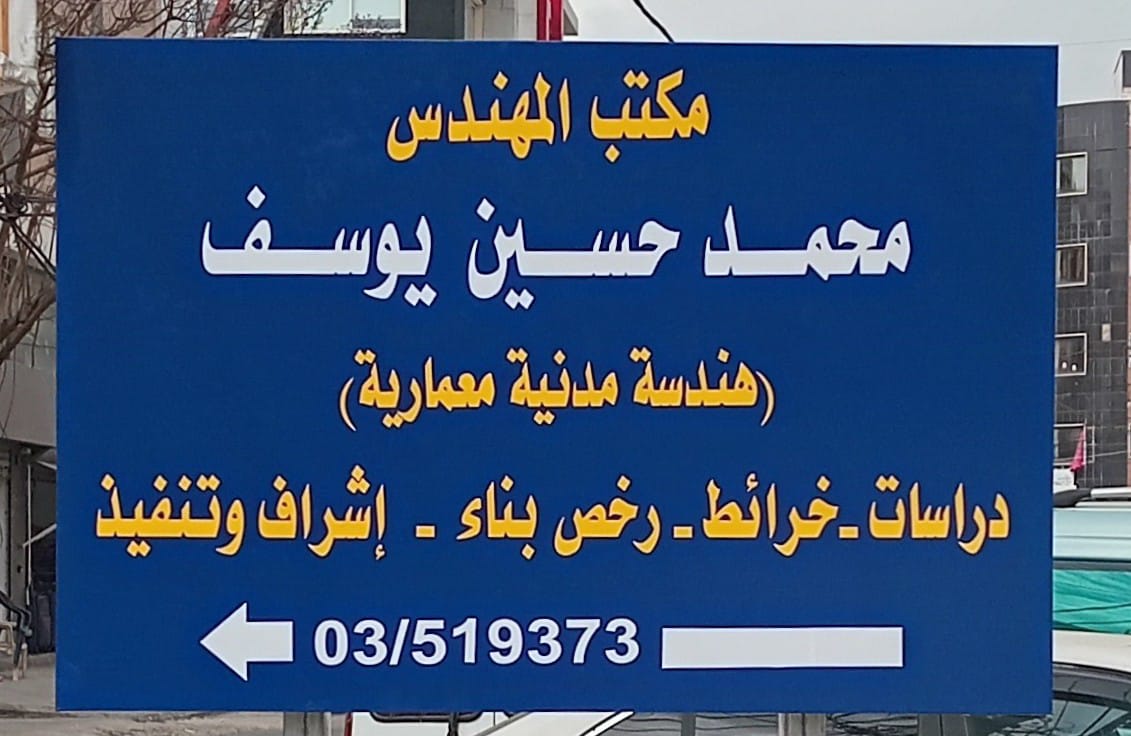 مكتب المهندس
محمد حسين يوسف
(هندسة مدنية معمارية)
دراسات - خرائط - رخص بناء - إشراف وتنفيذ
03/519373